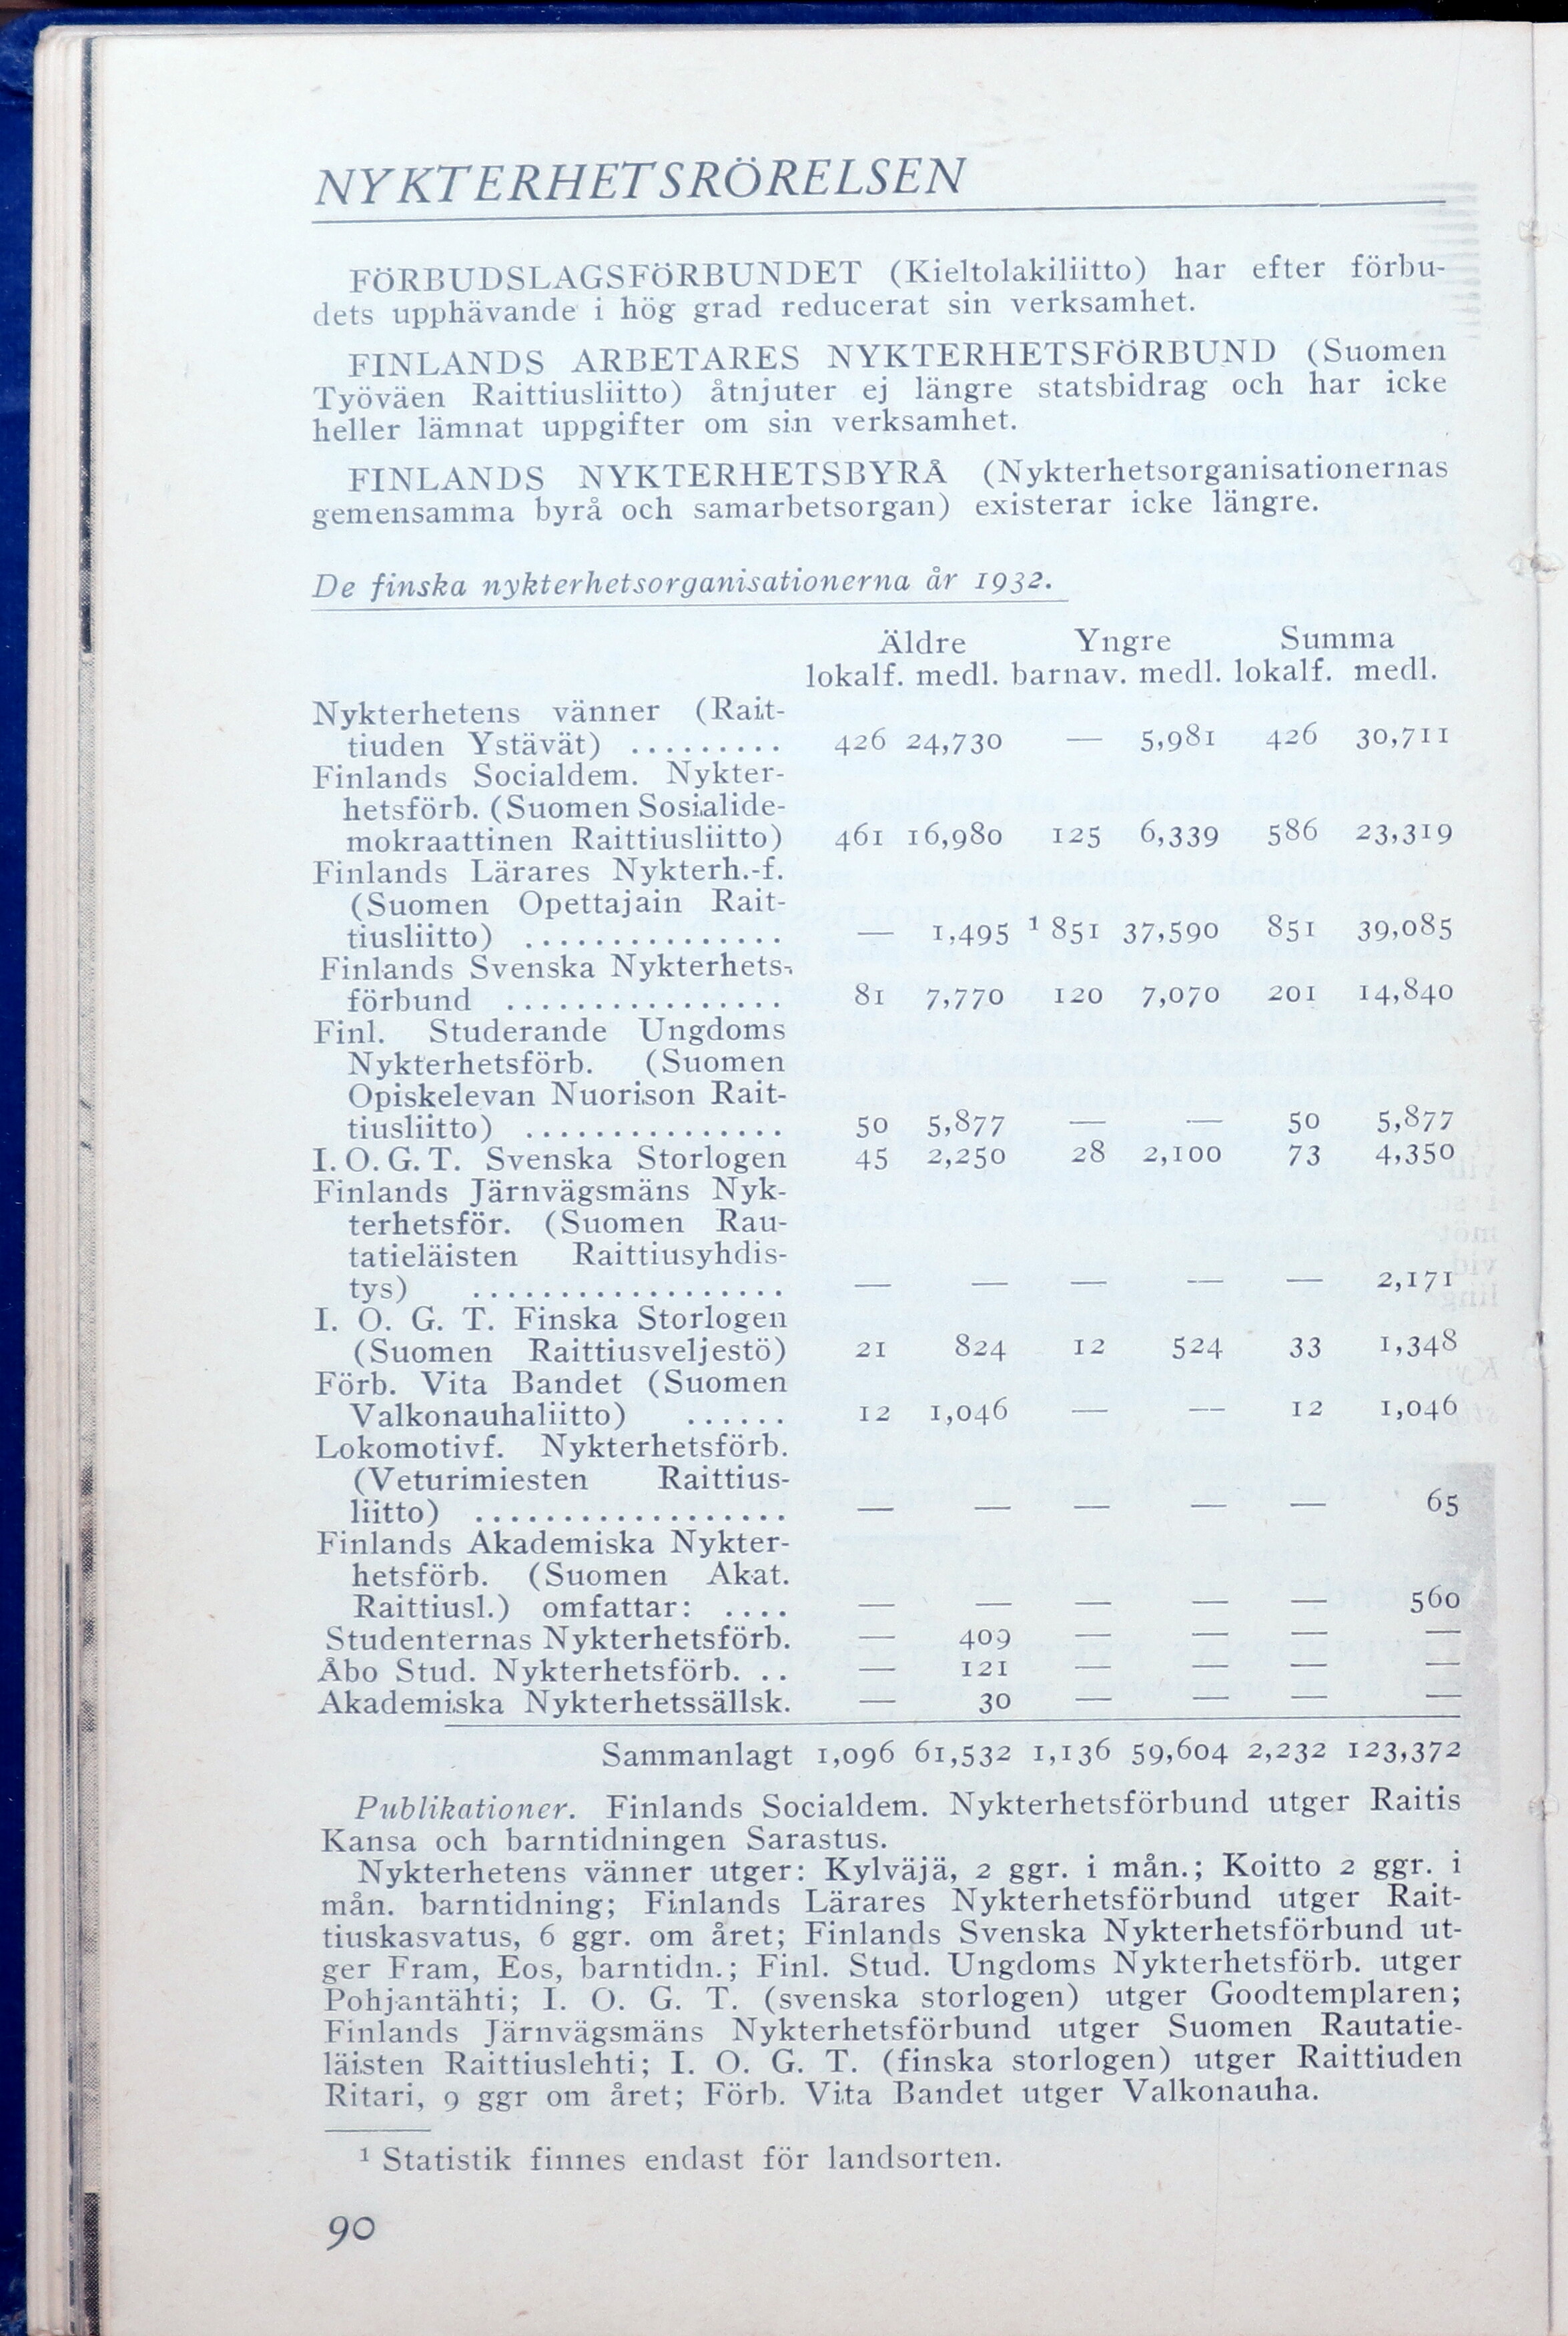 NYKTERHETSRÖRELSEN
FÖRBUDSLAGSFÖRBUNDET (Kieltolakiliitto) har efter förbu-
dets upphävande i hög grad reducerat sin verksamhet.
FINLANDS ARBETARES NYKTERHETSFÖRBUND (Suomen
Työväen Raittiusliitto) åtnjuter ej längre statsbidrag och har icke
heller lämnat uppgifter om sin verksamhet.
FINLANDS NYKTERHETSBYRÅ (Nykterhetsorganisationernas
gemensamma byrå och samarbetsorgan) existerar icke längre.
De finska nykterhetsorganisationerna år 1932.
Äldre Yngre Summa
lokalf. medl. barnav. medl. lokalf. medl.
Nykterhetens vänner (Rait-
tiuden Ystävät) ......... 426 24,730 — 5,981 426 30,711
Finlands Socialdem. Nykter-
hetsförb. (Suomen Sosialide-
mokraattinen Raittiusliitto) 461 16,980 125 6,339 586 23,319
Finlands Lärares Nykterh.-f.
(Suomen Opettajain Rait-
tiusliitto) ............... — 1,495 ¹ 851 37,590 851 39,085
Finlands Svenska Nykterhets-
förbund ................ 81 7,770 120 7,070 201 14,840
Finl. Studerande Ungdoms
Nykterhetsförb. (Suomen
Opiskelevan Nuorison Rait-
tiusliitto) ............... 50 5,877 — — 50 5,877
I.O.G.T. Svenska Storlogen 45 2,250 28 2,100 73 4,350
Finlands Järnvägsmäns Nyk-
terhetsför. (Suomen Rau-
tatieläisten Raittiusyhdis-
tys) .................. — — — — — 2,171
I. O. G. T. Finska Storlogen
(Suomen Raittiusveljestö) 21 824 12 524 33 1,348
Förb. Vita Bandet (Suomen
Valkonauhaliitto) ...... 12 1,046 — — 12 1,046
Lokomotivf. Nykterhetsförb.
(Veturimiesten Raittius-
liitto) .................. — — — — — 65
Finlands Akademiska Nykter-
hetsförb. (Suomen Akat.
Raittiusl.) omfattar: .... — — — — — 560
Studenternas Nykterhetsförb. — 409 — — — —
Åbo Stud. Nykterhetsförb. .. — 121 — — — —
Akademiska Nykterhetssällsk. — 30 — — — —
Sammanlagt 1,096 61,532 1,136 59,604 2,232 123,372
Publikationer. Finlands Socialdem. Nykterhetsförbund utger Raitis
Kansa och barntidningen Sarastus.
Nykterhetens vänner utger: Kylväjä, 2 ggr. i mån.; Koitto 2 ggr. i
mån. barntidning; Finlands Lärares Nykterhetsförbund utger Rait-
tiuskasvatus, 6 ggr. om året; Finlands Svenska Nykterhetsförbund ut-
ger Fram, Eos, barntidn.; Finl. Stud. Ungdoms Nykterhetsförb. utger
Pohjantähti; I. O. G. T. (svenska storlogen) utger Goodtemplaren;
Finlands Järnvägsmäns Nykterhetsförbund utger Suomen Rautatie-
läisten Raittiuslehti; I. O. G. T. (finska storlogen) utger Raittiuden
Ritari, 9 ggr om året; Förb. Vita Bandet utger Valkonauha.
¹ Statistik finnes endast för landsorten.
90